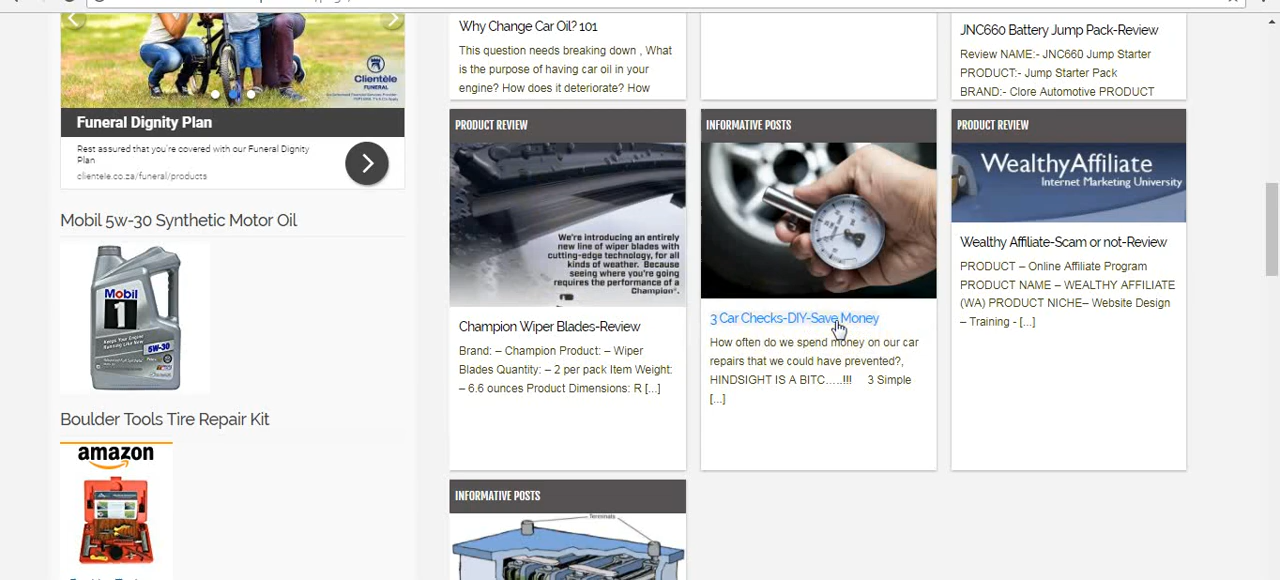 Clientèle
FUNERAL
Funeral Dignity Plan
Rest assured that you're covered with our Funeral Dignity
Plan
clientele.co.za/funeral/products
Mobil 5w-30 Synthetic Motor Oil
Mobil
1
5W-30
Boulder Tools Tire Repair Kit
amazon
Why Change Car Oil? 101
This question needs breaking down , What
is the purpose of having car oil in your
engine? How does it deteriorate? How
JNC660 Battery Jump Pack-Review
Review NAME:- JNC660 Jump Starter
PRODUCT:- Jump Starter Pack
BRAND:- Clore Automotive PRODUCT
PRODUCT REVIEW
We're introducing an entirely
new line of wiper blades with
cutting-edge technology, for all
kinds of weather. Because
seeing where you're going
requires the performance of a
Champion®.
Champion Wiper Blades-Review
Brand: – Champion Product: – Wiper
Blades Quantity: – 2 per pack Item Weight:
– 6.6 ounces Product Dimensions: R [...]
INFORMATIVE POSTS
3 Car Checks-DIY-Save Money
How often do we spend money on our car
repairs that we could have prevented?,
HINDSIGHT IS A BITC…..!!! 3 Simple
[...]
PRODUCT REVIEW
WealthyAffiliate
Internet Marketing University
Wealthy Affiliate-Scam or not-Review
PRODUCT – Online Affiliate Program
PRODUCT NAME – WEALTHY AFFILIATE
(WA) PRODUCT NICHE– Website Design
– Training - [...]
INFORMATIVE POSTS
Terminals